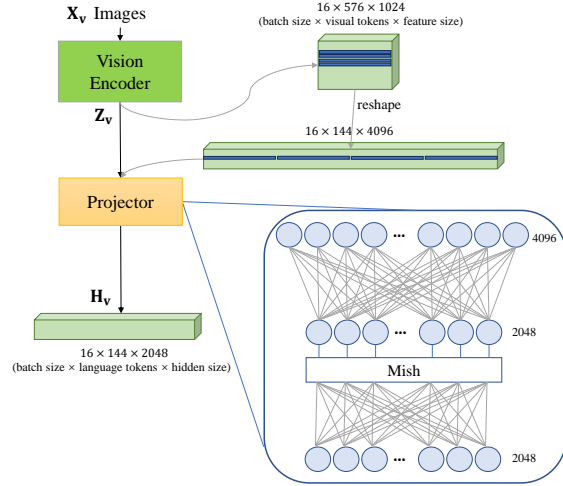 X_v Images
16 × 576 × 1024
(batch size × visual tokens × feature size)
Vision
Encoder
Z_v
reshape
16 × 144 × 4096
Projector
4096
...
H_v
...
2048
16 × 144 × 2048
(batch size × language tokens × hidden size)
Mish
...
2048